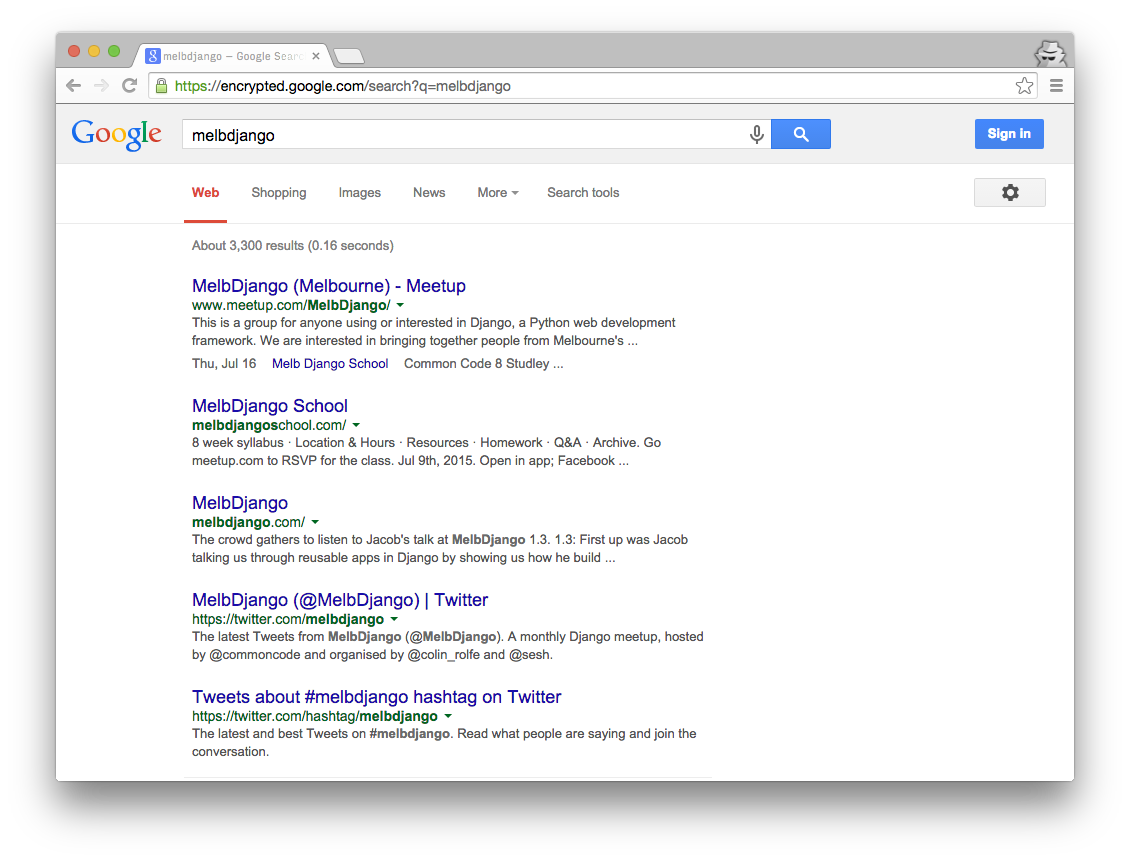 melbdjango – Google Sear
https://encrypted.google.com/search?q=melbdjango
Google
melbdjango
Sign in
Web Shopping Images News More Search tools
About 3,300 results (0.16 seconds)
MelbDjango (Melbourne) - Meetup
www.meetup.com/MelbDjango/
This is a group for anyone using or interested in Django, a Python web development
framework. We are interested in bringing together people from Melbourne's ...
Thu, Jul 16 Melb Django School Common Code 8 Studley ...
MelbDjango School
melbdjangoschool.com/
8 week syllabus · Location & Hours · Resources · Homework · Q&A · Archive. Go
meetup.com to RSVP for the class. Jul 9th, 2015. Open in app; Facebook ...
MelbDjango
melbdjango.com/
The crowd gathers to listen to Jacob's talk at MelbDjango 1.3. 1.3: First up was Jacob
talking us through reusable apps in Django by showing us how he build ...
MelbDjango (@MelbDjango) | Twitter
https://twitter.com/melbdjango
The latest Tweets from MelbDjango (@MelbDjango). A monthly Django meetup, hosted
by @commoncode and organised by @colin_rolfe and @sesh.
Tweets about #melbdjango hashtag on Twitter
https://twitter.com/hashtag/melbdjango
The latest and best Tweets on #melbdjango. Read what people are saying and join the
conversation.